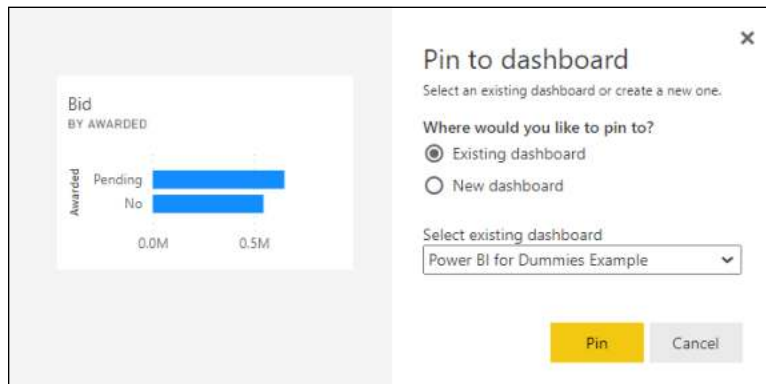 Bid
BY AWARDED
Awarded
Pending
No
0.0M 0.5M
Pin to dashboard
Select an existing dashboard or create a new one.
Where would you like to pin to?
Existing dashboard
New dashboard
Select existing dashboard
Power BI for Dummies Example
Pin Cancel